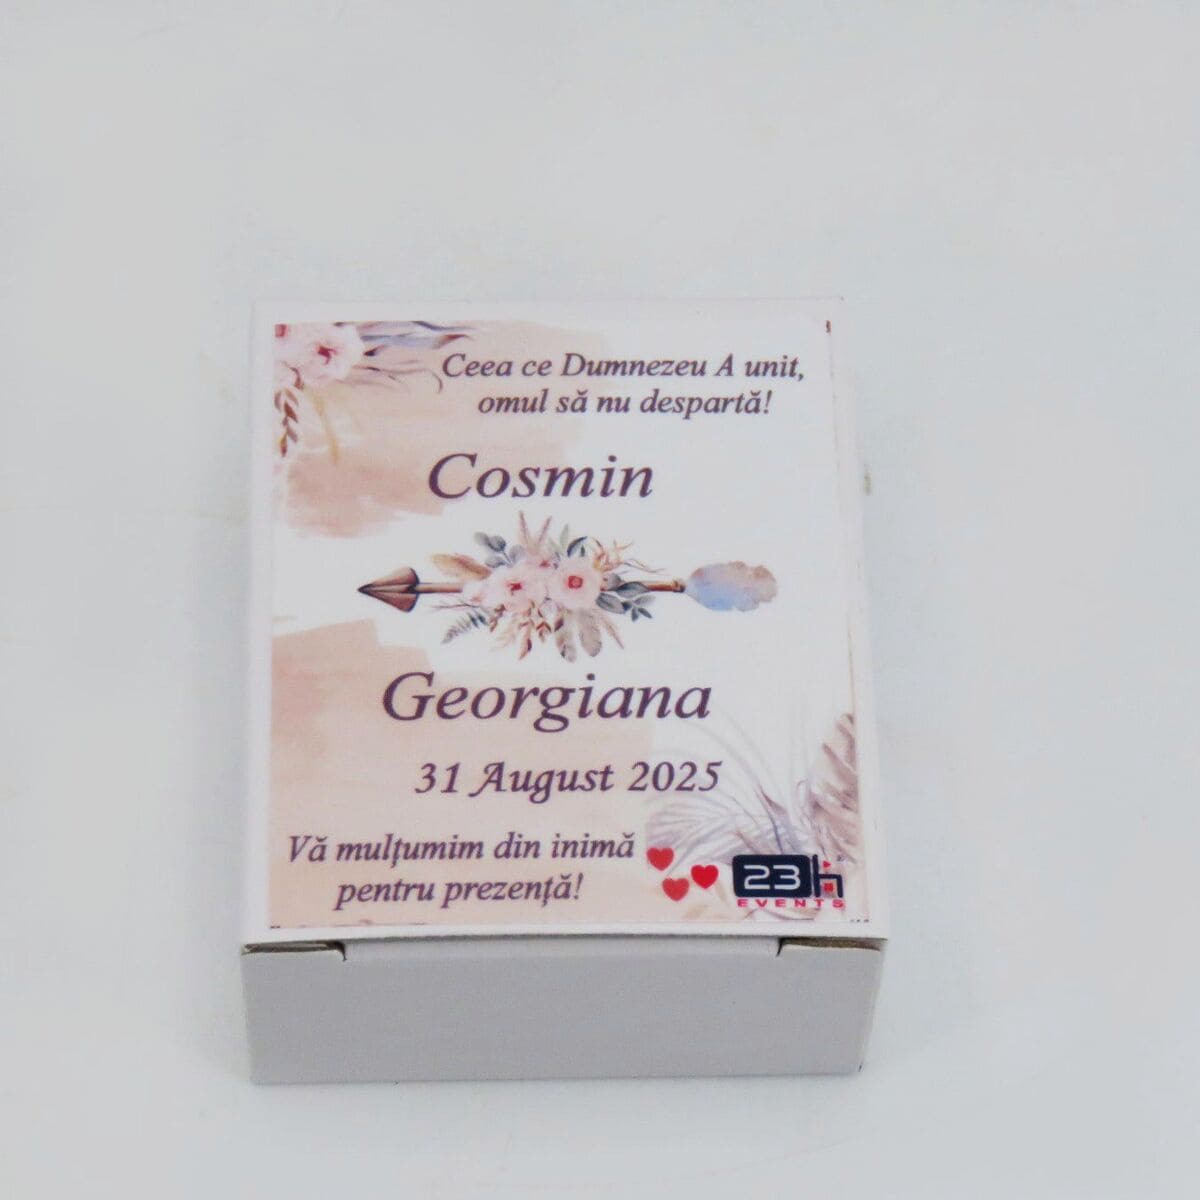 Ceea ce Dumnezeu A unit,
omul să nu despartă!
Cosmin
Georgiana
31 August 2025
Vă mulțumim din inimă
pentru prezență!
23h
EVENTS